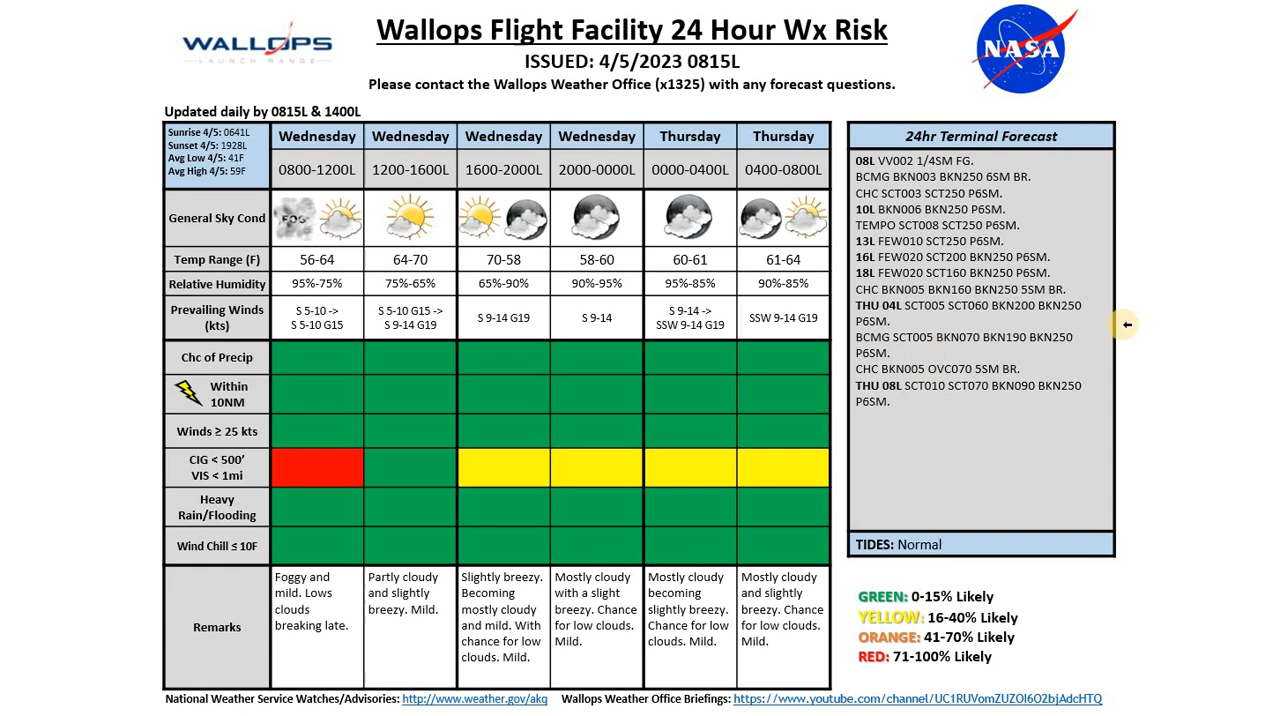 WALLOPS
LAUNCH RANGE
Wallops Flight Facility 24 Hour Wx Risk
ISSUED: 4/5/2023 0815L
Please contact the Wallops Weather Office (x1325) with any forecast questions.
NASA
Updated daily by 0815L & 1400L
Sunrise 4/5: 0641L
Sunset 4/5: 1928L
Avg Low 4/5: 41F
Avg High 4/5: 59F
Wednesday Wednesday Wednesday Wednesday Thursday Thursday
0800-1200L 1200-1600L 1600-2000L 2000-0000L 0000-0400L 0400-0800L
General Sky Cond FOG
Temp Range (F) 56-64 64-70 70-58 58-60 60-61 61-64
Relative Humidity 95%-75% 75%-65% 65%-90% 90%-95% 95%-85% 90%-85%
Prevailing Winds (kts)
S 5-10 ->
S 5-10 G15
S 5-10 G15 ->
S 9-14 G19
S 9-14 G19
S 9-14
S 9-14 ->
SSW 9-14 G19
SSW 9-14 G19
Chc of Precip
Within
10NM
Winds ≥ 25 kts
CIG < 500’
VIS < 1mi
Heavy
Rain/Flooding
Wind Chill ≤ 10F
Remarks
Foggy and
mild. Lows
clouds
breaking late.
Partly cloudy
and slightly
breezy. Mild.
Slightly breezy.
Becoming
mostly cloudy
and mild. With
chance for low
clouds. Mild.
Mostly cloudy
with a slight
breezy. Chance
for low clouds.
Mild.
Mostly cloudy
becoming
slightly breezy.
Chance for low
clouds. Mild.
Mostly cloudy
and slightly
breezy. Chance
for low clouds.
Mild.
24hr Terminal Forecast
08L VV002 1/4SM FG.
BCMG BKN003 BKN250 6SM BR.
CHC SCT003 SCT250 P6SM.
10L BKN006 BKN250 P6SM.
TEMPO SCT008 SCT250 P6SM.
13L FEW010 SCT250 P6SM.
16L FEW020 SCT200 BKN250 P6SM.
18L FEW020 SCT160 BKN250 P6SM.
CHC BKN005 BKN160 BKN250 5SM BR.
THU 04L SCT005 SCT060 BKN200 BKN250
P6SM.
BCMG SCT005 BKN070 BKN190 BKN250
P6SM.
CHC BKN005 OVC070 5SM BR.
THU 08L SCT010 SCT070 BKN090 BKN250
P6SM.
TIDES: Normal
GREEN: 0-15% Likely
YELLOW: 16-40% Likely
ORANGE: 41-70% Likely
RED: 71-100% Likely
National Weather Service Watches/Advisories: http://www.weather.gov/akq Wallops Weather Office Briefings: https://www.youtube.com/channel/UC1RUVomZUZOI6O2bjAdcHTQ